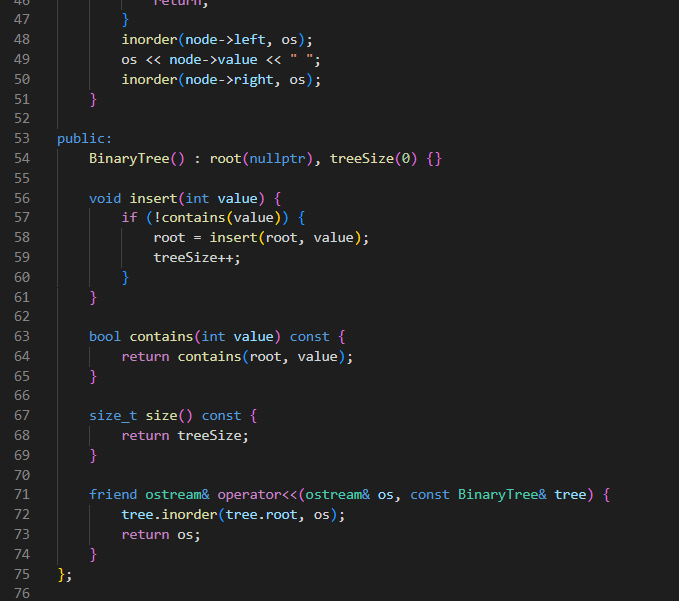 46                return;
47            }
48            inorder(node->left, os);
49            os << node->value << " ";
50            inorder(node->right, os);
51        }
52
53    public:
54        BinaryTree() : root(nullptr), treeSize(0) {}
55
56        void insert(int value) {
57            if (!contains(value)) {
58                root = insert(root, value);
59                treeSize++;
60            }
61        }
62
63        bool contains(int value) const {
64            return contains(root, value);
65        }
66
67        size_t size() const {
68            return treeSize;
69        }
70
71        friend ostream& operator<<(ostream& os, const BinaryTree& tree) {
72            tree.inorder(tree.root, os);
73            return os;
74        }
75    };
76